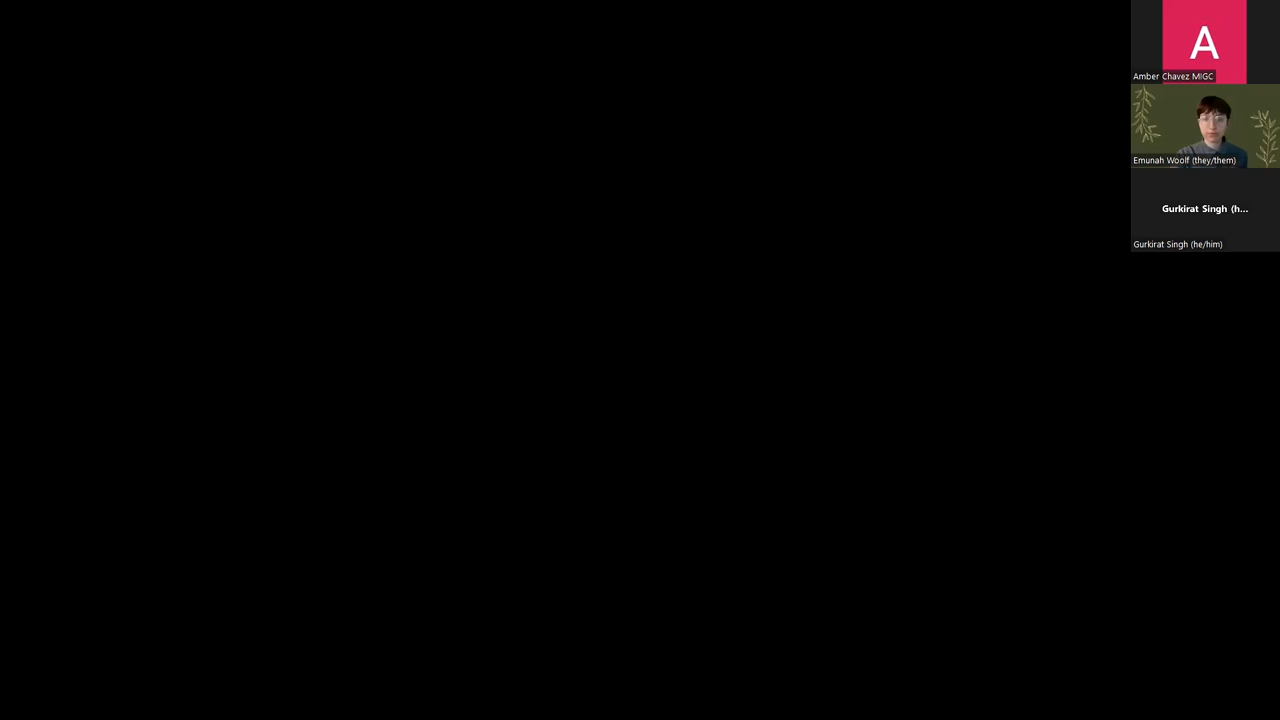 A
Amber Chavez MIGC
Emunah Woolf (they/them)
Gurkirat Singh (h...
Gurkirat Singh (he/him)